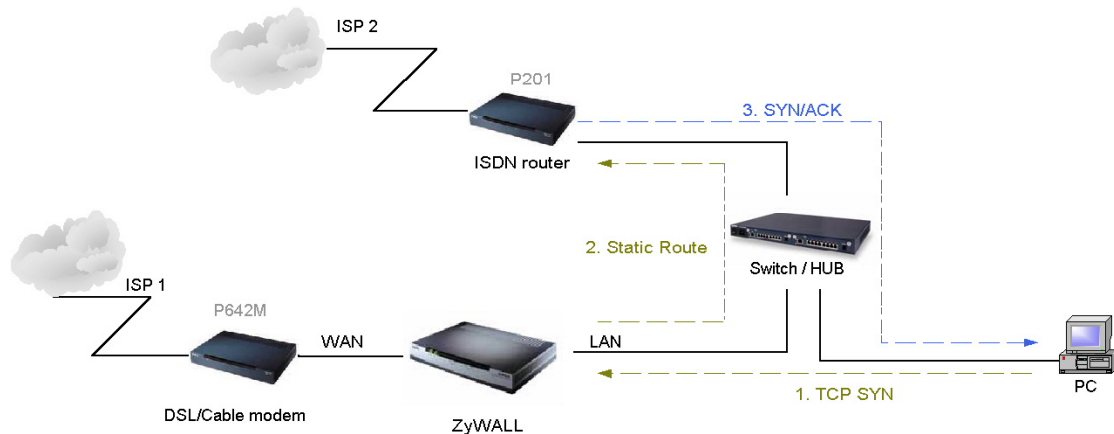 ISP 2
P201
3. SYN/ACK
ISDN router
2. Static Route
Switch / HUB
ISP 1
P642M
WAN
LAN
1. TCP SYN
PC
DSL/Cable modem
ZyWALL